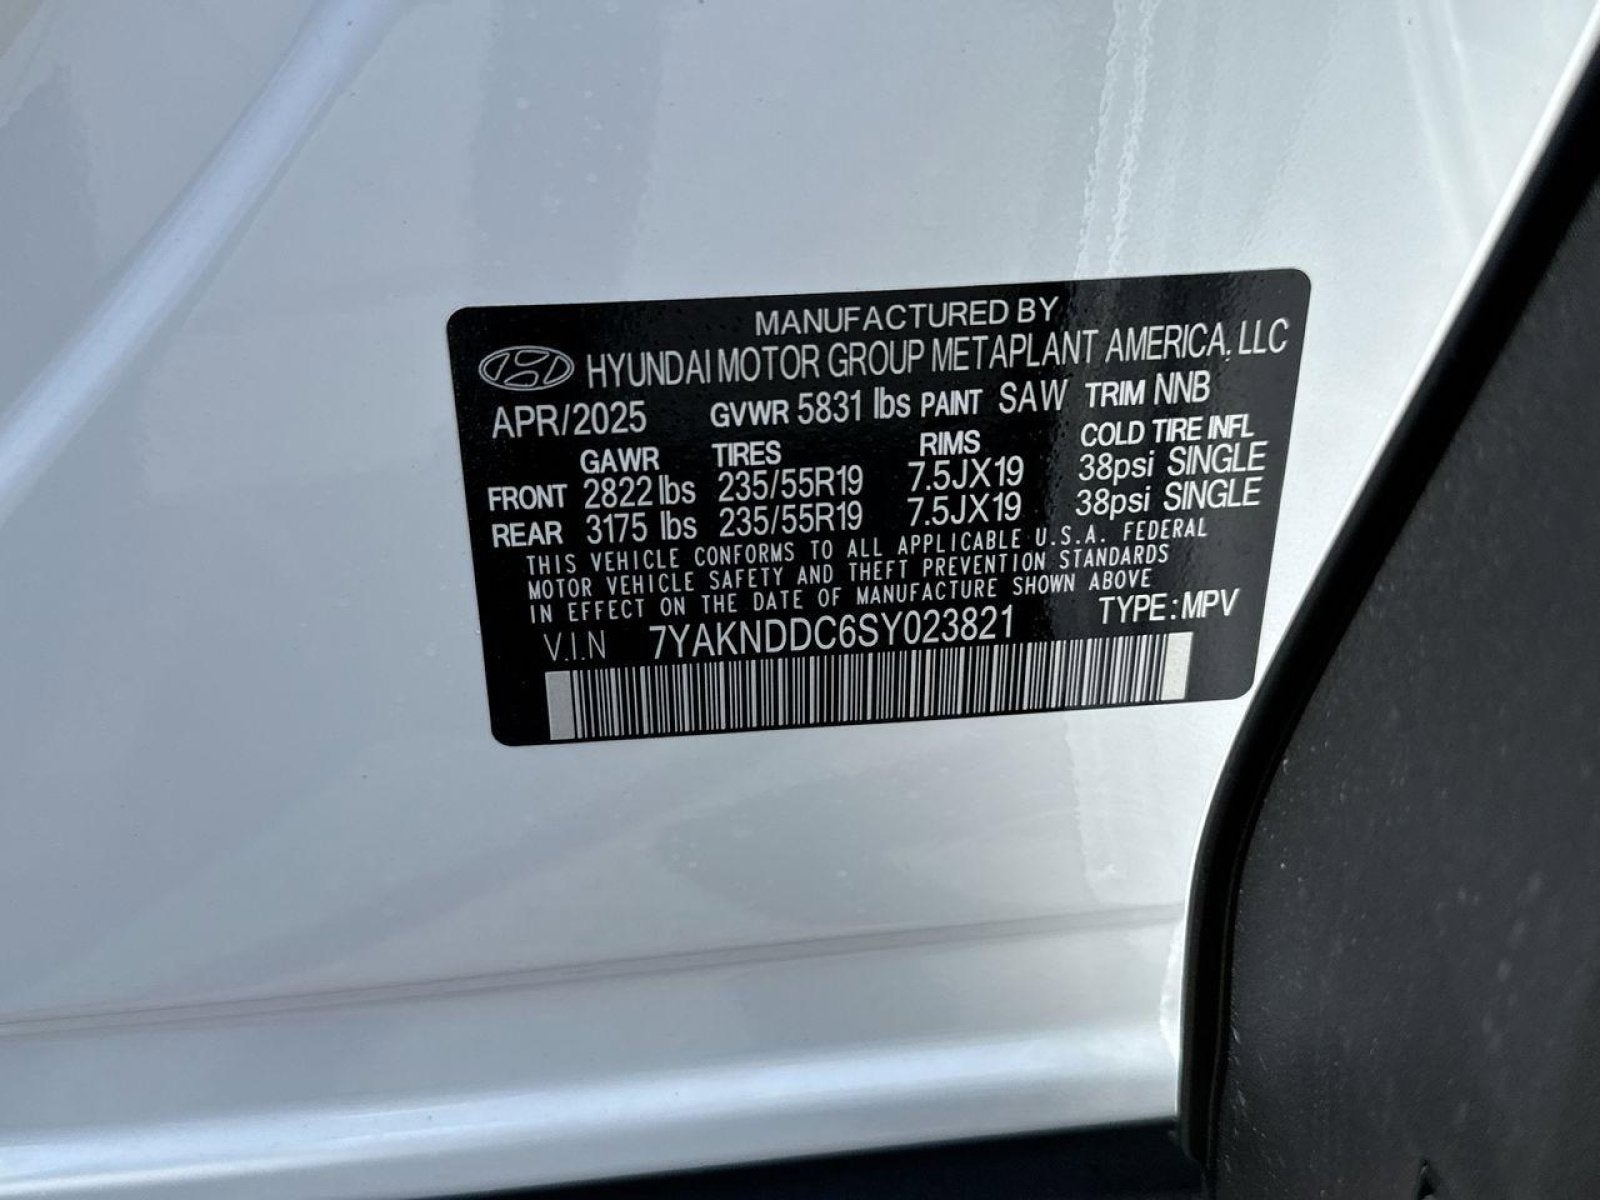 MANUFACTURED BY
HYUNDAI MOTOR GROUP METAPLANT AMERICA, LLC
APR/2025 GVWR 5831 lbs PAINT SAW TRIM NNB
GAWR TIRES RIMS COLD TIRE INFL
FRONT 2822 lbs 235/55R19 7.5JX19 38psi SINGLE
REAR 3175 lbs 235/55R19 7.5JX19 38psi SINGLE
THIS VEHICLE CONFORMS TO ALL APPLICABLE U.S.A. FEDERAL
MOTOR VEHICLE SAFETY AND THEFT PREVENTION STANDARDS
IN EFFECT ON THE DATE OF MANUFACTURE SHOWN ABOVE
V.I.N 7YAKNDDC6SY023821 TYPE:MPV